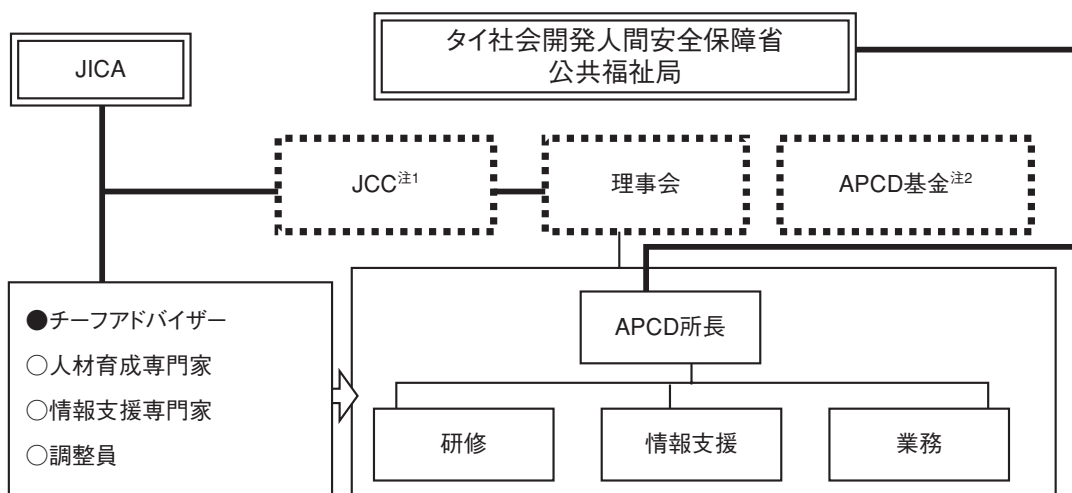 タイ社会開発人間安全保障省
公共福祉局
JICA
JCC注1
理事会
APCD基金注2
●チーフアドバイザー
○人材育成専門家
○情報支援専門家
○調整員
APCD所長
研修
情報支援
業務